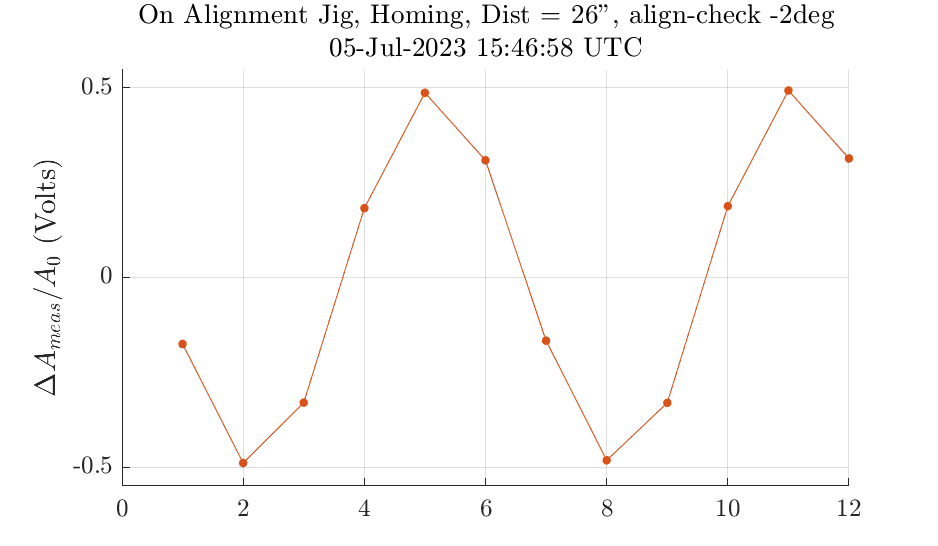 On Alignment Jig, Homing, Dist = 26", align-check -2deg
05-Jul-2023 15:46:58 UTC
ΔA_meas/A_0 (Volts)
0.5
0
-0.5
0 2 4 6 8 10 12